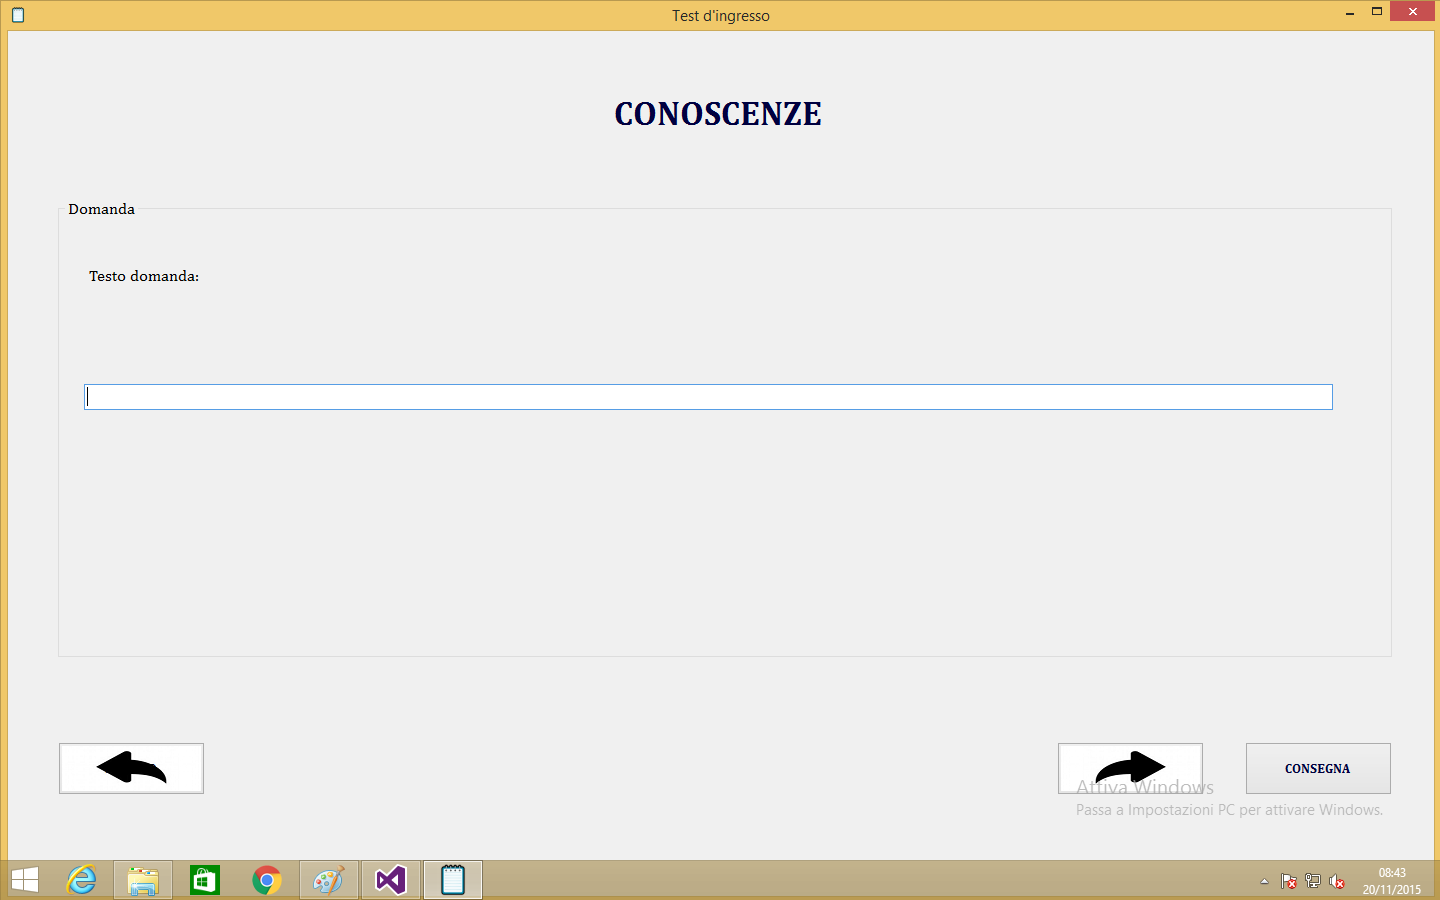 Test d'ingresso
CONOSCENZE
Domanda
Testo domanda:
CONSEGNA
Attiva Windows
Passa a Impostazioni PC per attivare Windows.
08:43
20/11/2015